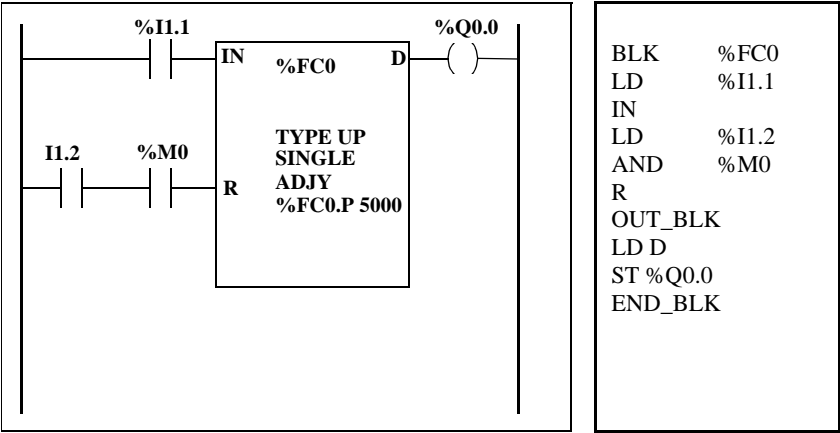 %I1.1
%Q0.0
IN %FC0 D
TYPE UP
SINGLE
ADJY
%FC0.P 5000
I1.2 %M0
R
BLK %FC0
LD %I1.1
IN
LD %I1.2
AND %M0
R
OUT_BLK
LD D
ST %Q0.0
END_BLK